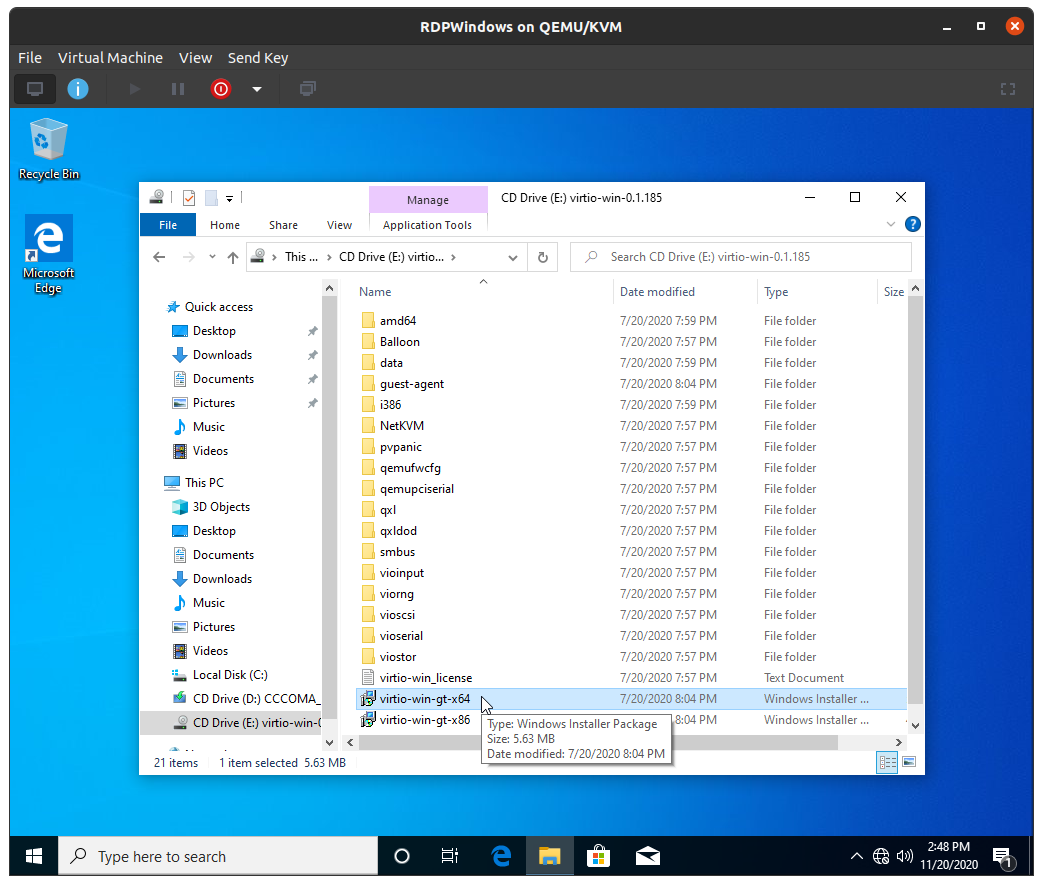 RDPWindows on QEMU/KVM
File Virtual Machine View Send Key
Recycle Bin
Microsoft
Edge
Manage CD Drive (E:) virtio-win-0.1.185
File Home Share View Application Tools
This ... CD Drive (E:) virtio... Search CD Drive (E:) virtio-win-0.1.185
Quick access
Desktop
Downloads
Documents
Pictures
Music
Videos
This PC
3D Objects
Desktop
Documents
Downloads
Music
Pictures
Videos
Local Disk (C:)
CD Drive (D:) CCCOMA_
CD Drive (E:) virtio-win-0
Name Date modified Type Size
amd64 7/20/2020 7:59 PM File folder
Balloon 7/20/2020 7:57 PM File folder
data 7/20/2020 7:59 PM File folder
guest-agent 7/20/2020 8:04 PM File folder
i386 7/20/2020 7:59 PM File folder
NetKVM 7/20/2020 7:57 PM File folder
pvpanic 7/20/2020 7:57 PM File folder
qemufwcfg 7/20/2020 7:57 PM File folder
qemupciserial 7/20/2020 7:57 PM File folder
qxl 7/20/2020 7:57 PM File folder
qxldod 7/20/2020 7:57 PM File folder
smbus 7/20/2020 7:57 PM File folder
vioinput 7/20/2020 7:57 PM File folder
viorng 7/20/2020 7:57 PM File folder
vioscsi 7/20/2020 7:57 PM File folder
vioserial 7/20/2020 7:57 PM File folder
viostor 7/20/2020 7:57 PM File folder
virtio-win_license 7/20/2020 7:57 PM Text Document
virtio-win-gt-x64 7/20/2020 8:04 PM Windows Installer ...
virtio-win-gt-x86 8:04 PM Windows Installer ...
Type: Windows Installer Package
Size: 5.63 MB
Date modified: 7/20/2020 8:04 PM
21 items 1 item selected 5.63 MB
Type here to search
2:48 PM
11/20/2020
1